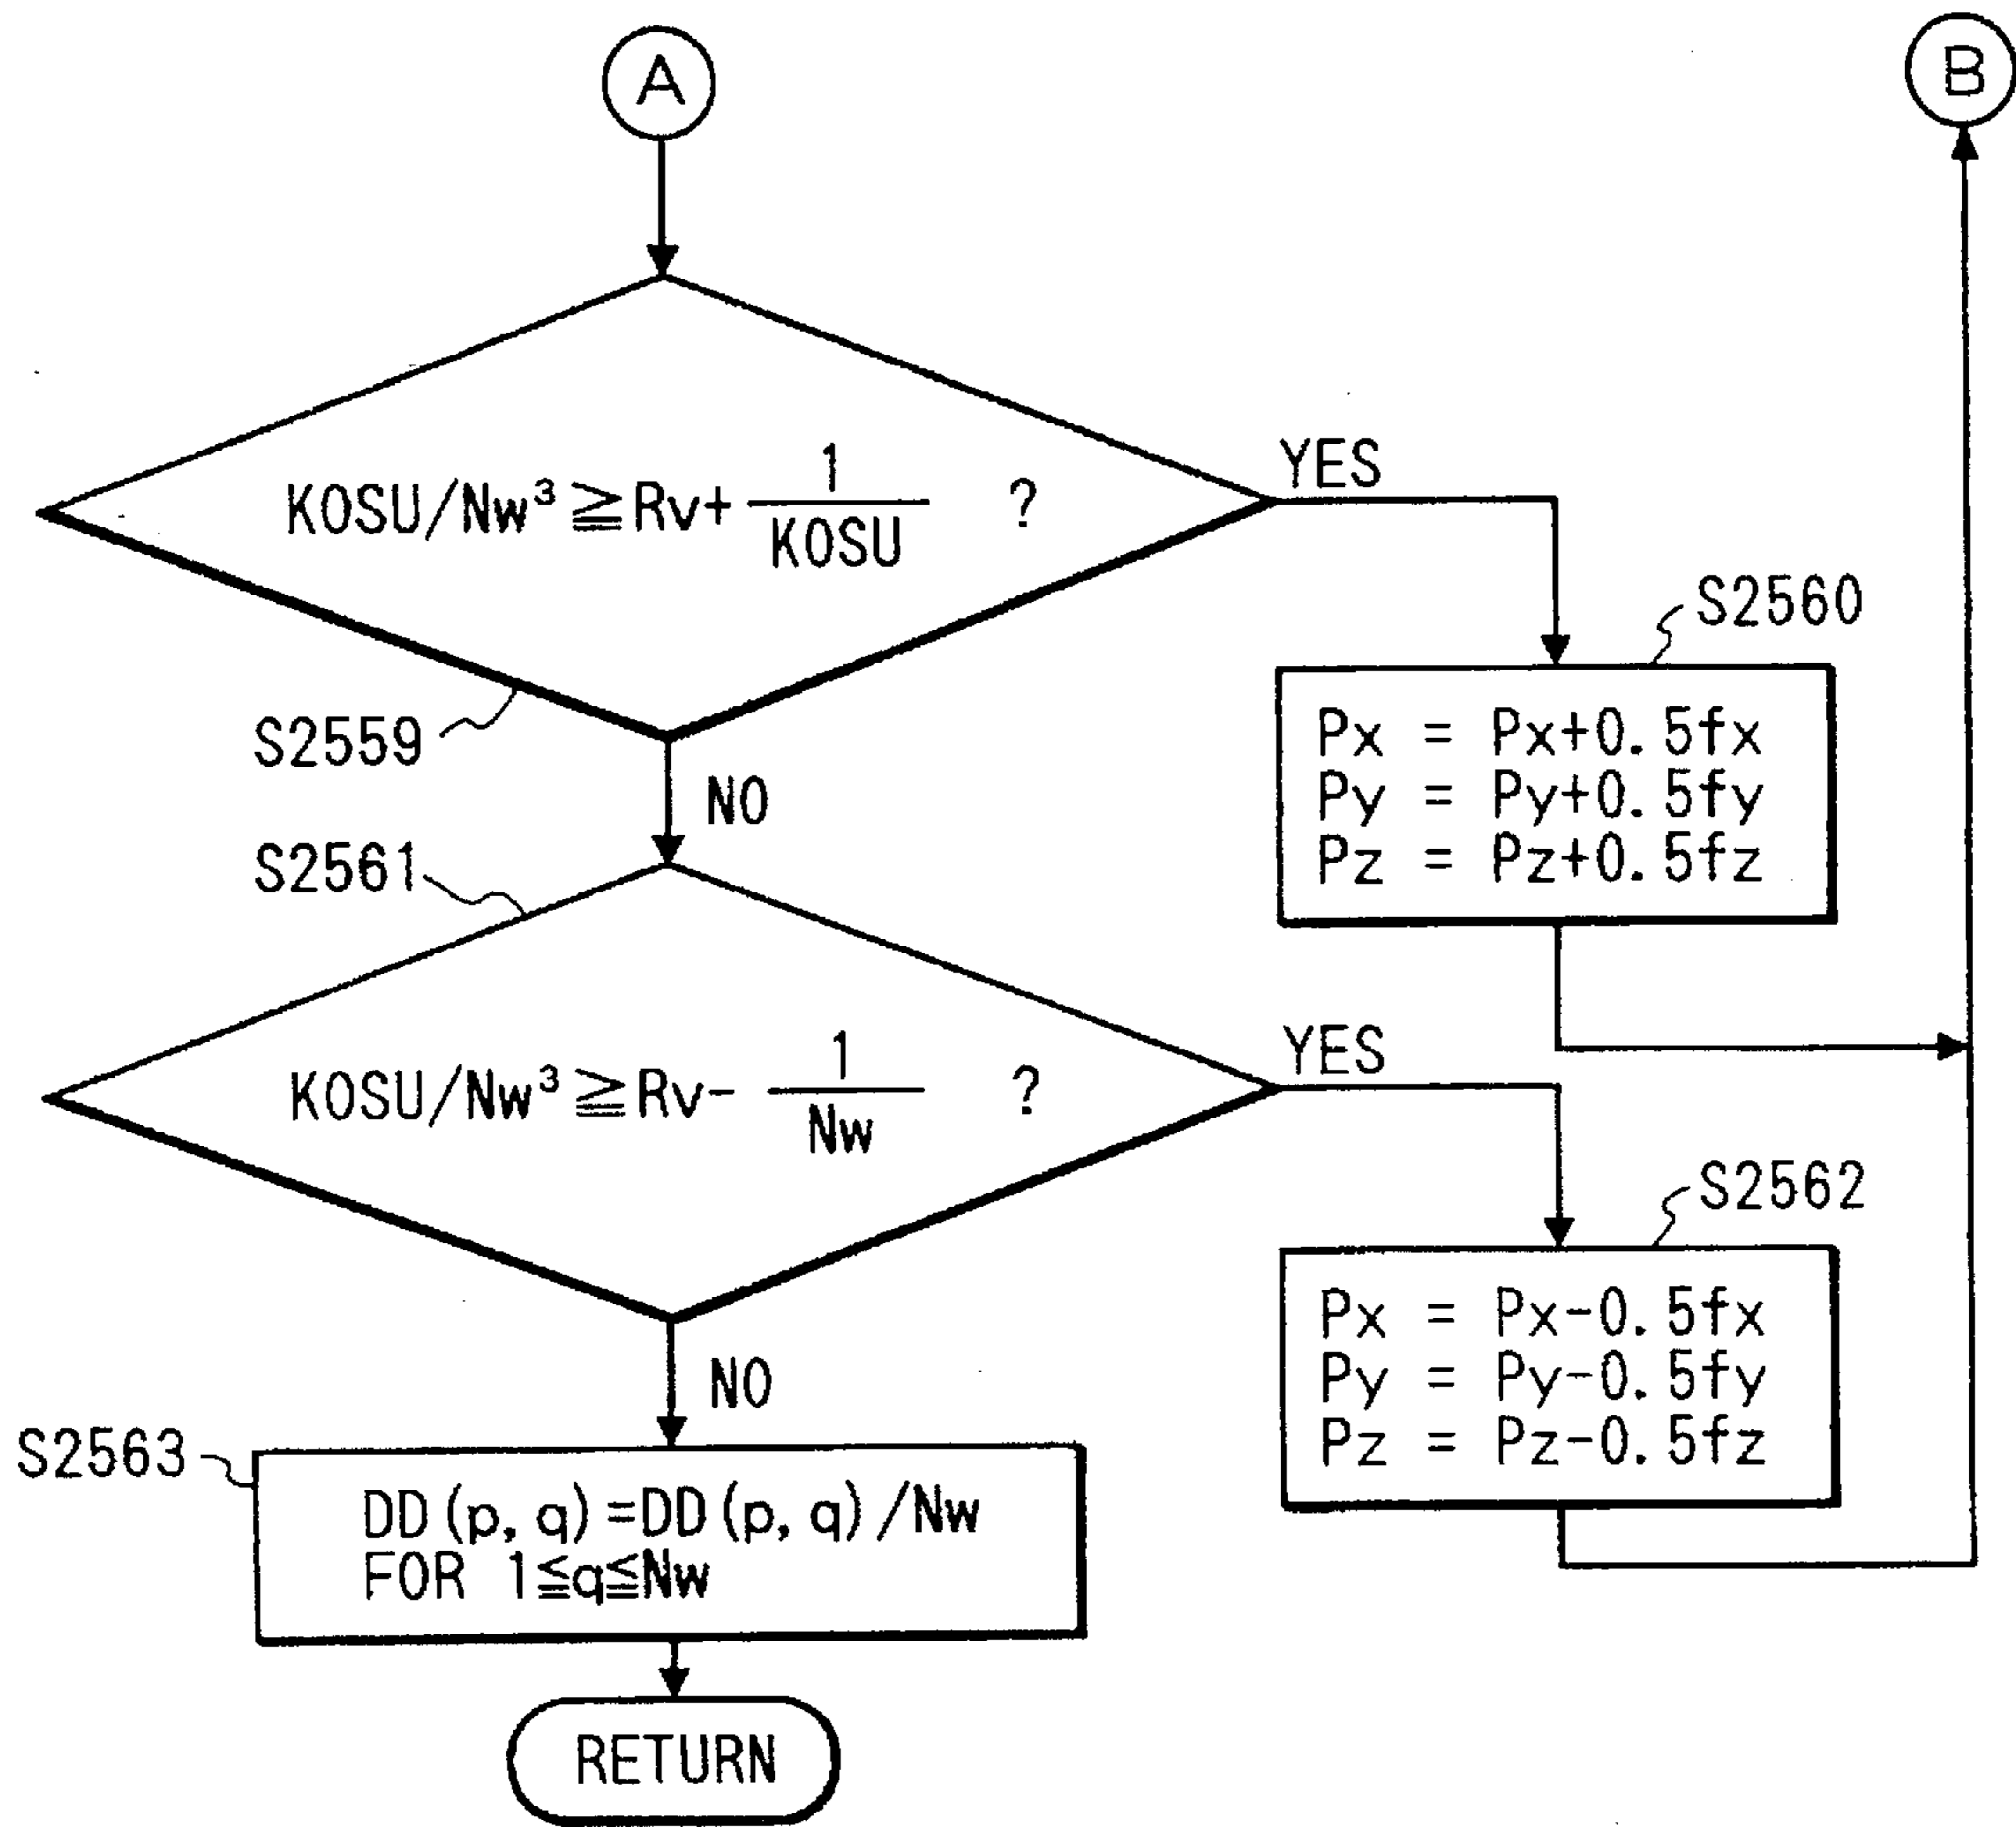 A
B
KOSU/Nw³ ≧ Rv+ 1/KOSU ?
YES
S2559
NO
S2560
Px = Px+0.5fx
Py = Py+0.5fy
Pz = Pz+0.5fz
S2561
KOSU/Nw³ ≧ Rv- 1/Nw ?
YES
NO
S2562
Px = Px-0.5fx
Py = Py-0.5fy
Pz = Pz-0.5fz
S2563
DD(p,q)=DD(p,q)/Nw
FOR 1≦q≦Nw
RETURN